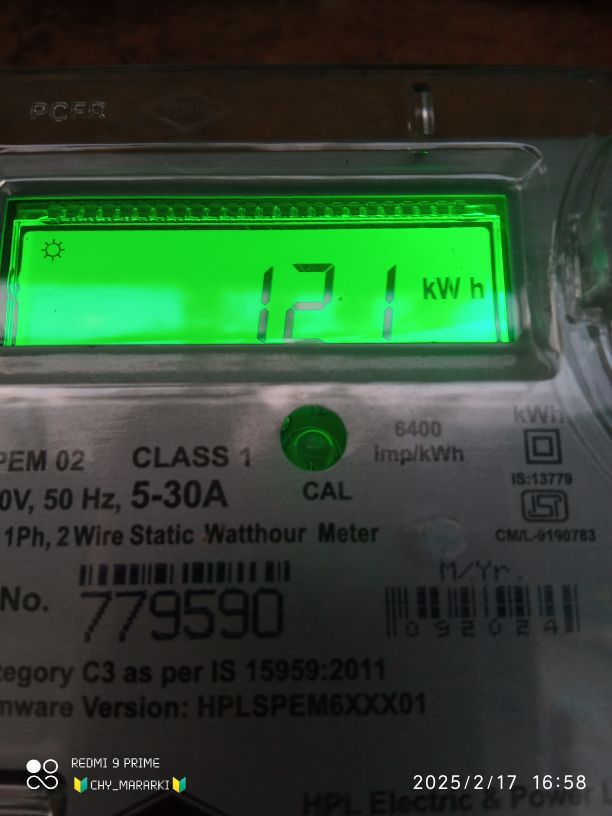 PCFR
121 kWh
kWh
PEM 02 CLASS 1
6400
imp/kWh
0V, 50 Hz, 5-30A
CAL
IS:13779
ISI
CM/L-9190783
1Ph, 2 Wire Static Watthour Meter
M/Yr.
No. 779590
092024
tegory C3 as per IS 15959:2011
mware Version: HPLSPEM6XXX01
REDMI 9 PRIME
CHY_MARARKI
2025/2/17 16:58
HPL Electric & Power L